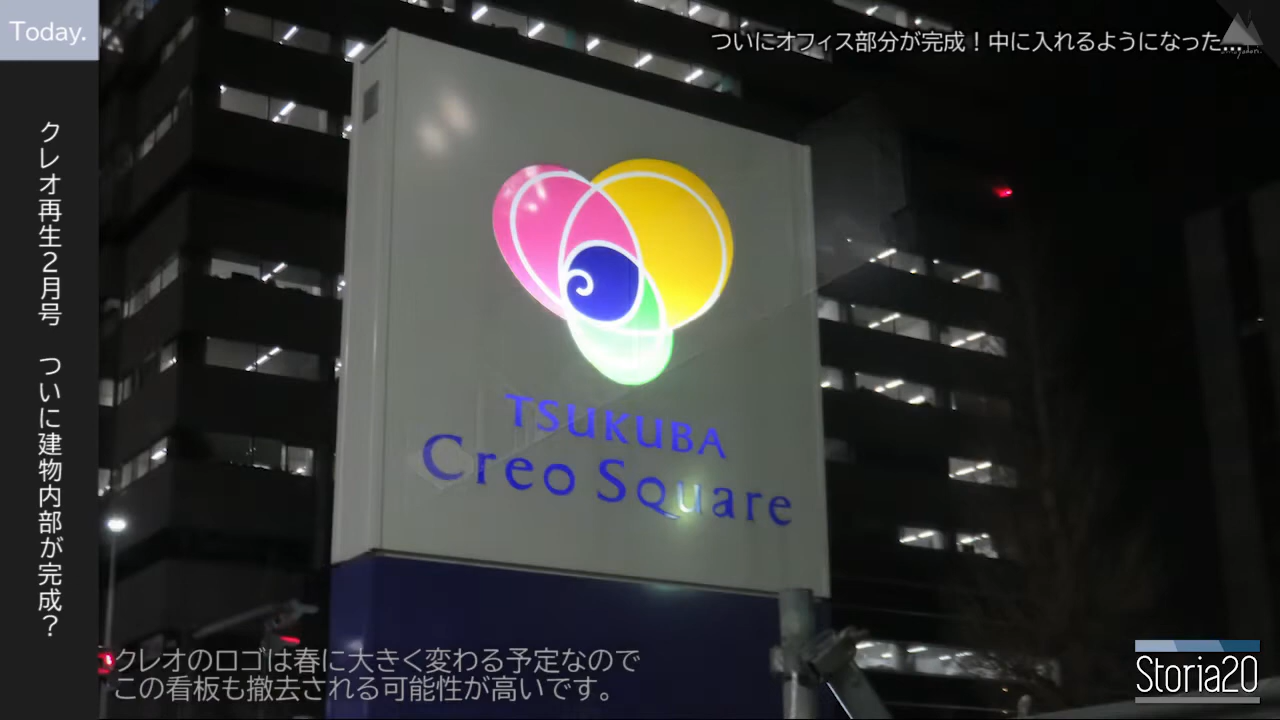 Today.
ついにオフィス部分が完成！中に入れるようになった...
クレオ再生２月号　ついに建物内部が完成？
TSUKUBA
Creo Square
クレオのロゴは春に大きく変わる予定なので
この看板も撤去される可能性が高いです。
Storia20